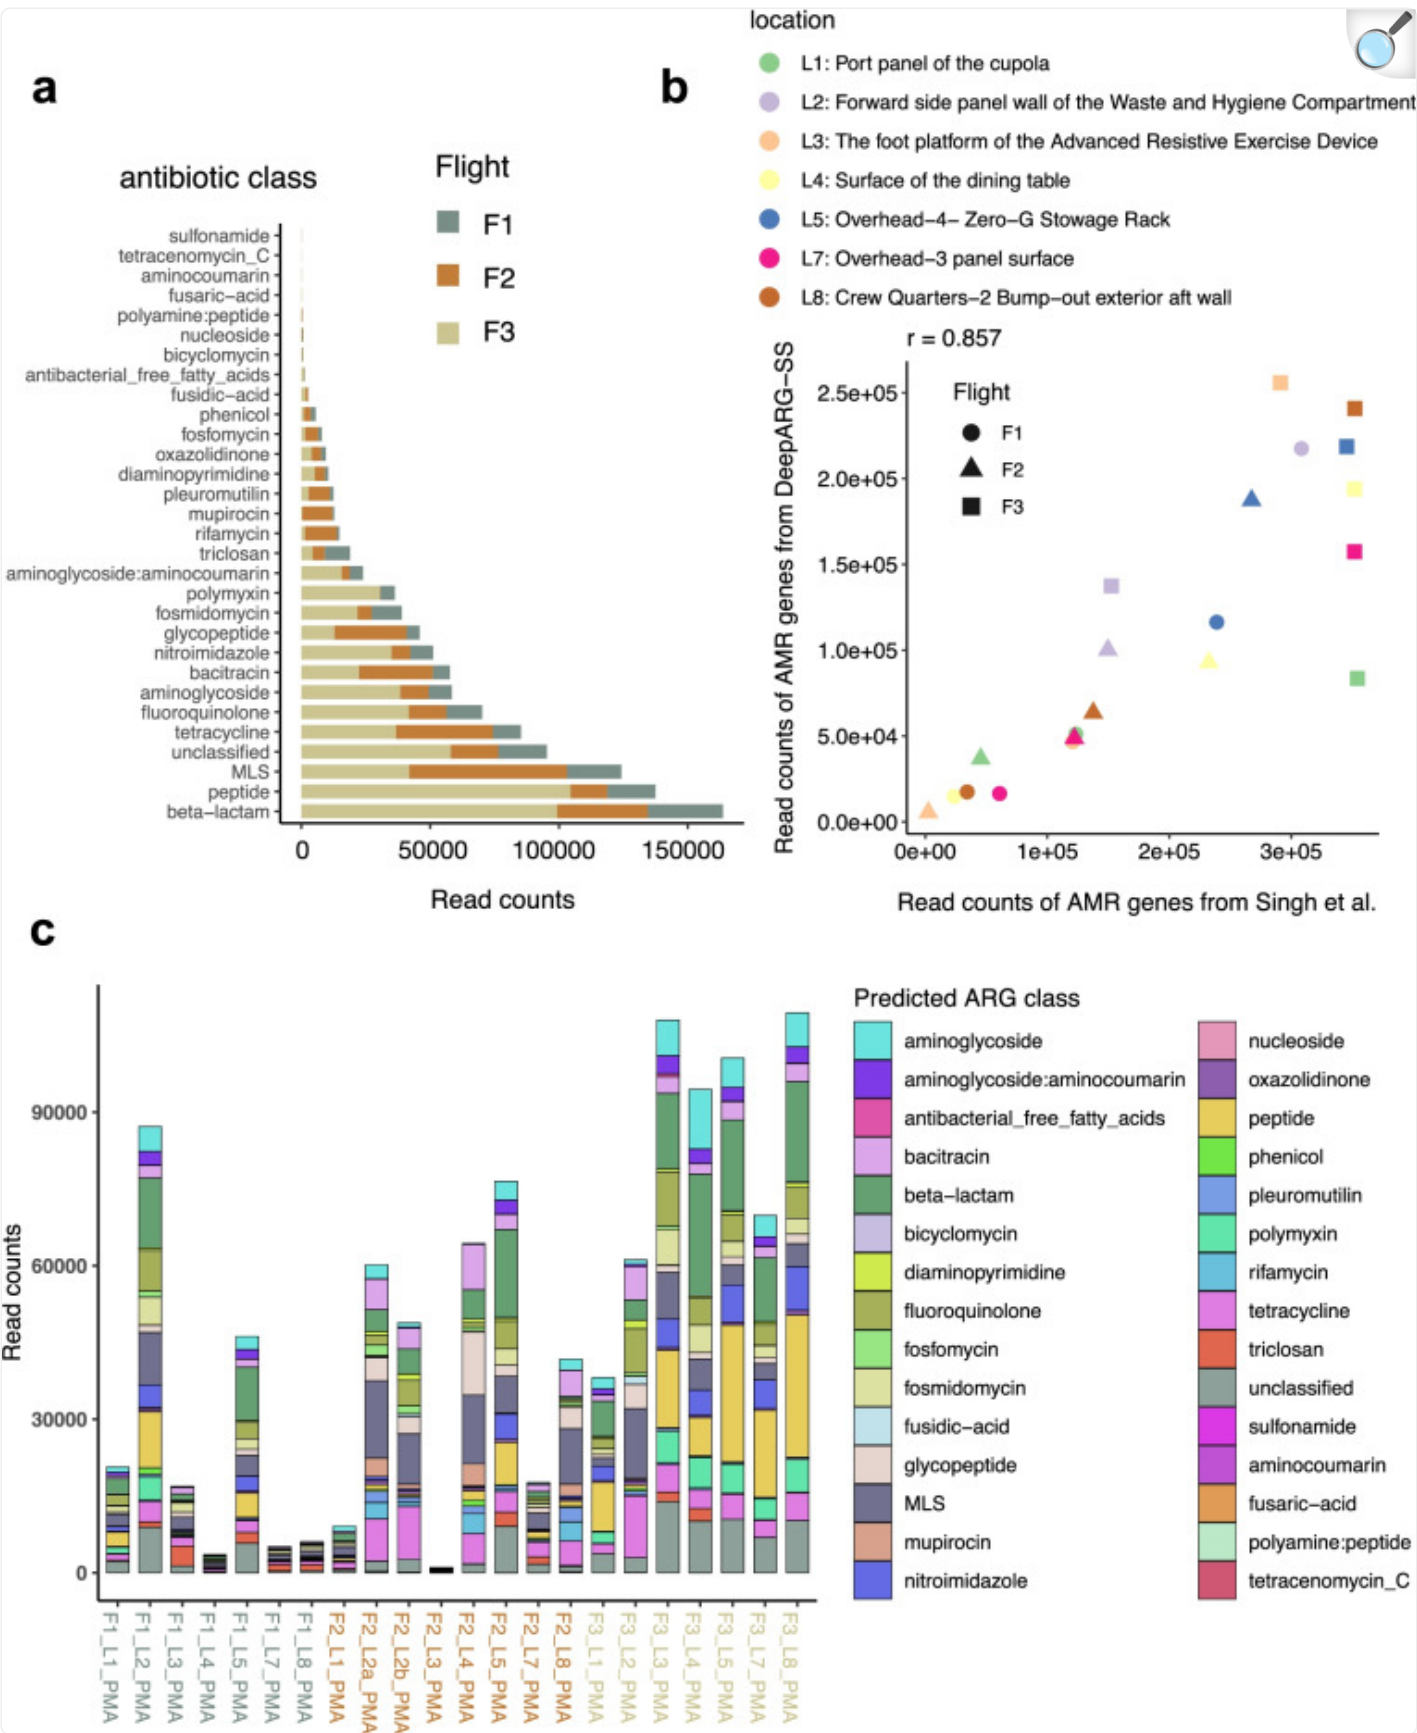 a
antibiotic class
Flight
F1
F2
F3
sulfonamide
tetracenomycin_C
aminocoumarin
fusaric-acid
polyamine:peptide
nucleoside
bicyclomycin
antibacterial_free_fatty_acids
fusidic-acid
phenicol
fosfomycin
oxazolidinone
diaminopyrimidine
pleuromutilin
mupirocin
rifamycin
triclosan
aminoglycoside:aminocoumarin
polymyxin
fosmidomycin
glycopeptide
nitroimidazole
bacitracin
aminoglycoside
fluoroquinolone
tetracycline
unclassified
MLS
peptide
beta-lactam
0 50000 100000 150000
Read counts
b
location
L1: Port panel of the cupola
L2: Forward side panel wall of the Waste and Hygiene Compartment
L3: The foot platform of the Advanced Resistive Exercise Device
L4: Surface of the dining table
L5: Overhead-4- Zero-G Stowage Rack
L7: Overhead-3 panel surface
L8: Crew Quarters-2 Bump-out exterior aft wall
r = 0.857
Read counts of AMR genes from DeepARG-SS
2.5e+05
2.0e+05
1.5e+05
1.0e+05
5.0e+04
0.0e+00
Flight
F1
F2
F3
0e+00 1e+05 2e+05 3e+05
Read counts of AMR genes from Singh et al.
c
Read counts
90000
60000
30000
0
F1_L1_PMA
F1_L2_PMA
F1_L3_PMA
F1_L4_PMA
F1_L5_PMA
F1_L7_PMA
F1_L8_PMA
F2_L1_PMA
F2_L2a_PMA
F2_L2b_PMA
F2_L3_PMA
F2_L4_PMA
F2_L5_PMA
F2_L7_PMA
F2_L8_PMA
F3_L1_PMA
F3_L2_PMA
F3_L3_PMA
F3_L4_PMA
F3_L5_PMA
F3_L7_PMA
F3_L8_PMA
Predicted ARG class
aminoglycoside
aminoglycoside:aminocoumarin
antibacterial_free_fatty_acids
bacitracin
beta-lactam
bicyclomycin
diaminopyrimidine
fluoroquinolone
fosfomycin
fosmidomycin
fusidic-acid
glycopeptide
MLS
mupirocin
nitroimidazole
nucleoside
oxazolidinone
peptide
phenicol
pleuromutilin
polymyxin
rifamycin
tetracycline
triclosan
unclassified
sulfonamide
aminocoumarin
fusaric-acid
polyamine:peptide
tetracenomycin_C